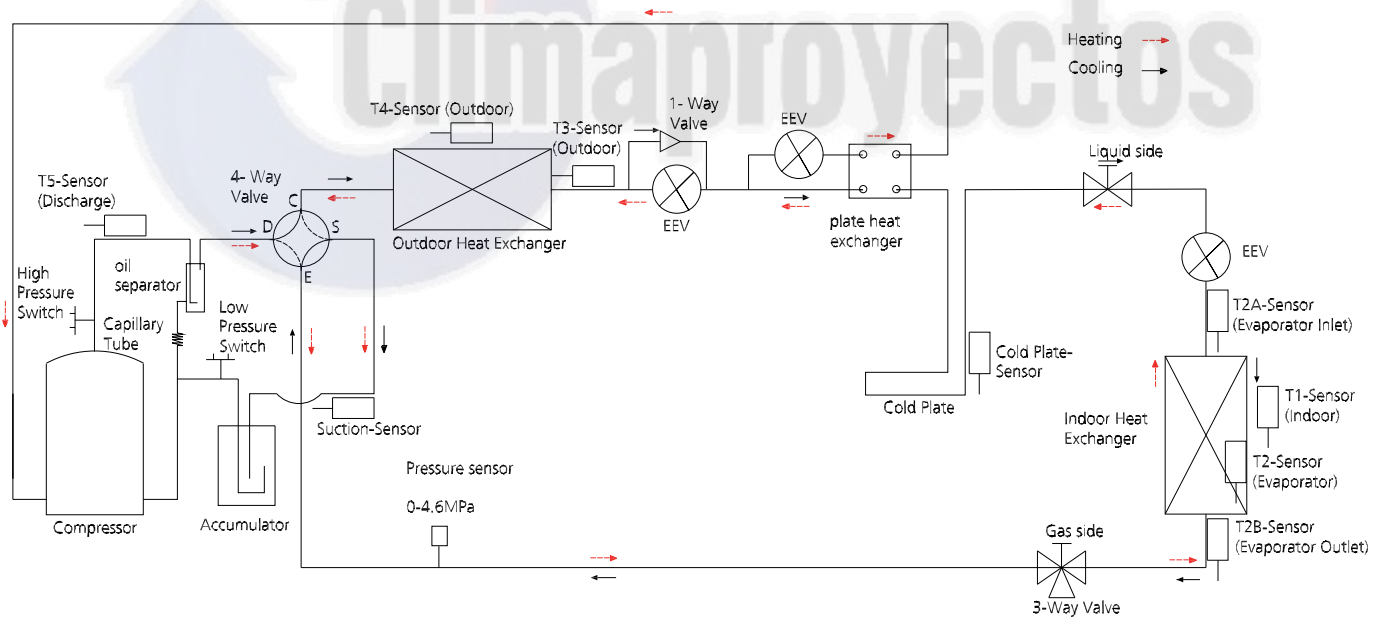 Climaproyectos
Heating
Cooling
T4-Sensor (Outdoor)
1- Way
Valve
EEV
T3-Sensor
(Outdoor)
Liquid side
T5-Sensor
(Discharge)
4- Way
Valve
C
D
S
E
Outdoor Heat Exchanger
EEV
plate heat
exchanger
EEV
High
Pressure
Switch
oil
separator
Low
Pressure
Switch
Capillary
Tube
T2A-Sensor
(Evaporator Inlet)
Cold Plate-
Sensor
Cold Plate
T1-Sensor
(Indoor)
Suction-Sensor
Indoor Heat
Exchanger
Pressure sensor
0-4.6MPa
T2-Sensor
(Evaporator)
Compressor
Accumulator
Gas side
T2B-Sensor
(Evaporator Outlet)
3-Way Valve